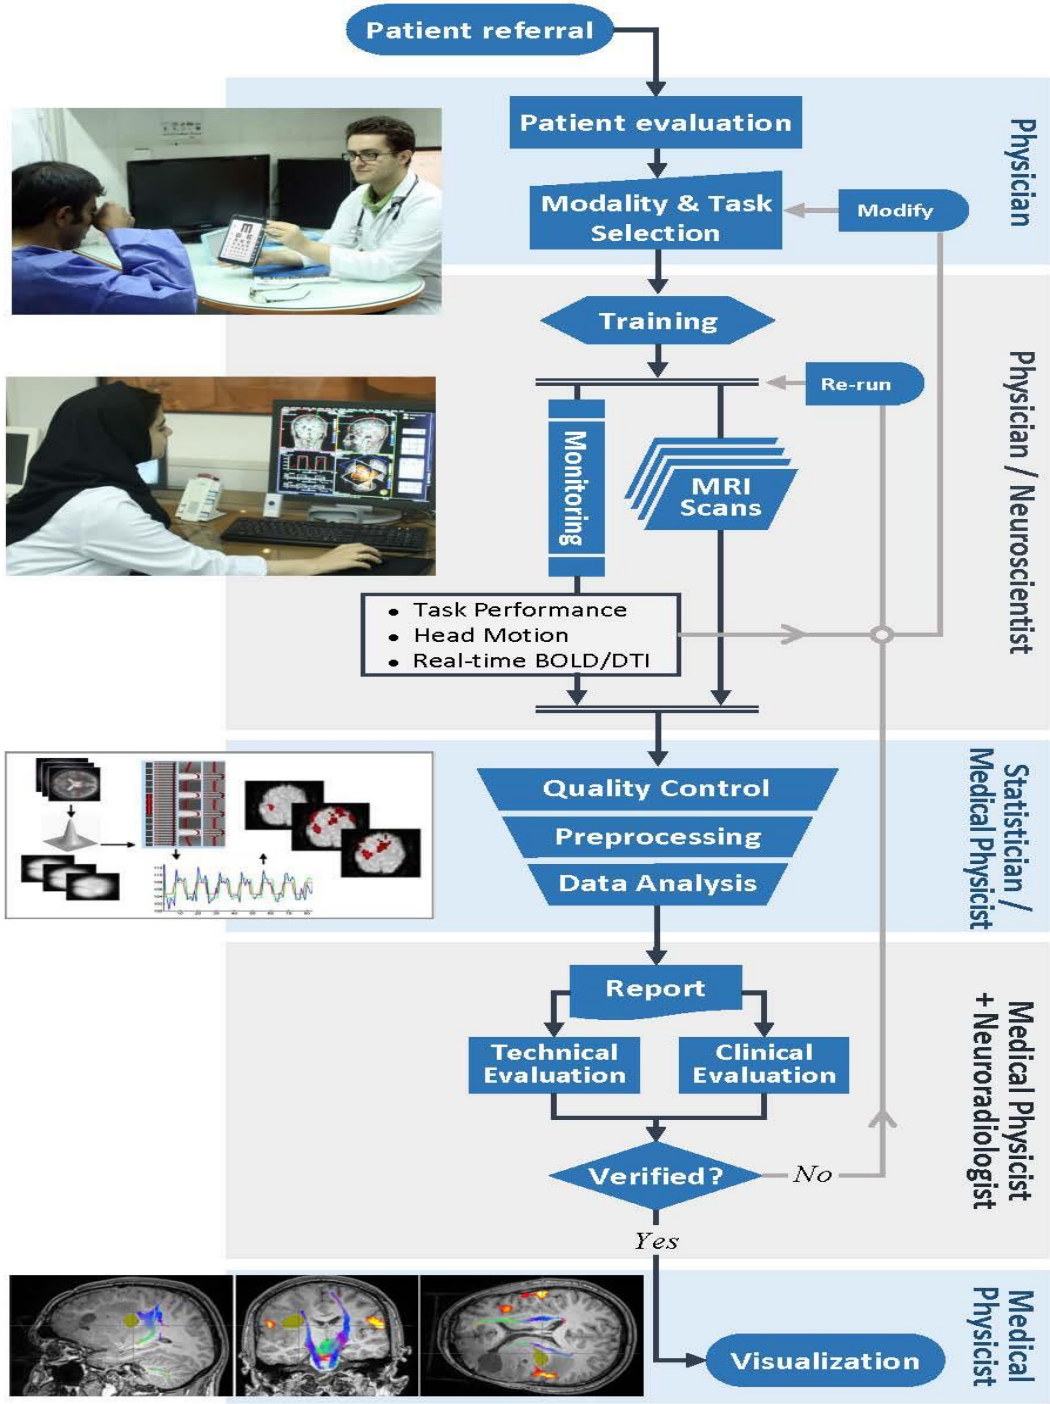 Patient referral
Patient evaluation
Physician
Modality & Task
Selection
Modify
Training
Physician / Neuroscientist
Re-run
Monitoring
MRI
Scans
• Task Performance
• Head Motion
• Real-time BOLD/DTI
Quality Control
Preprocessing
Data Analysis
Statistician /
Medical Physicist
Report
Technical
Evaluation
Clinical
Evaluation
Medical Physicist
+ Neuroradiologist
Verified?
No
Yes
Visualization
Medical
Physicist